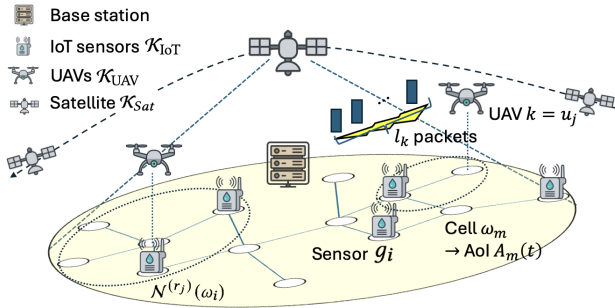 Base station
IoT sensors 𝒦_IoT
UAVs 𝒦_UAV
Satellite 𝒦_Sat
UAV k = u_j
l_k packets
Sensor g_i
Cell ω_m
→ AoI A_m(t)
𝒩^(r_j)(ω_i)